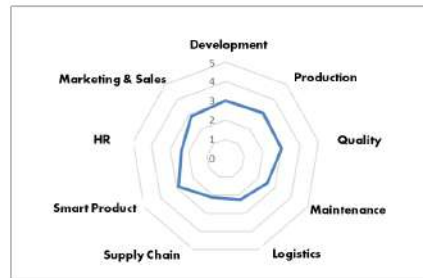 Development
5
Marketing & Sales
4
Production
3
2
HR
1
Quality
0
Smart Product
Maintenance
Supply Chain
Logistics